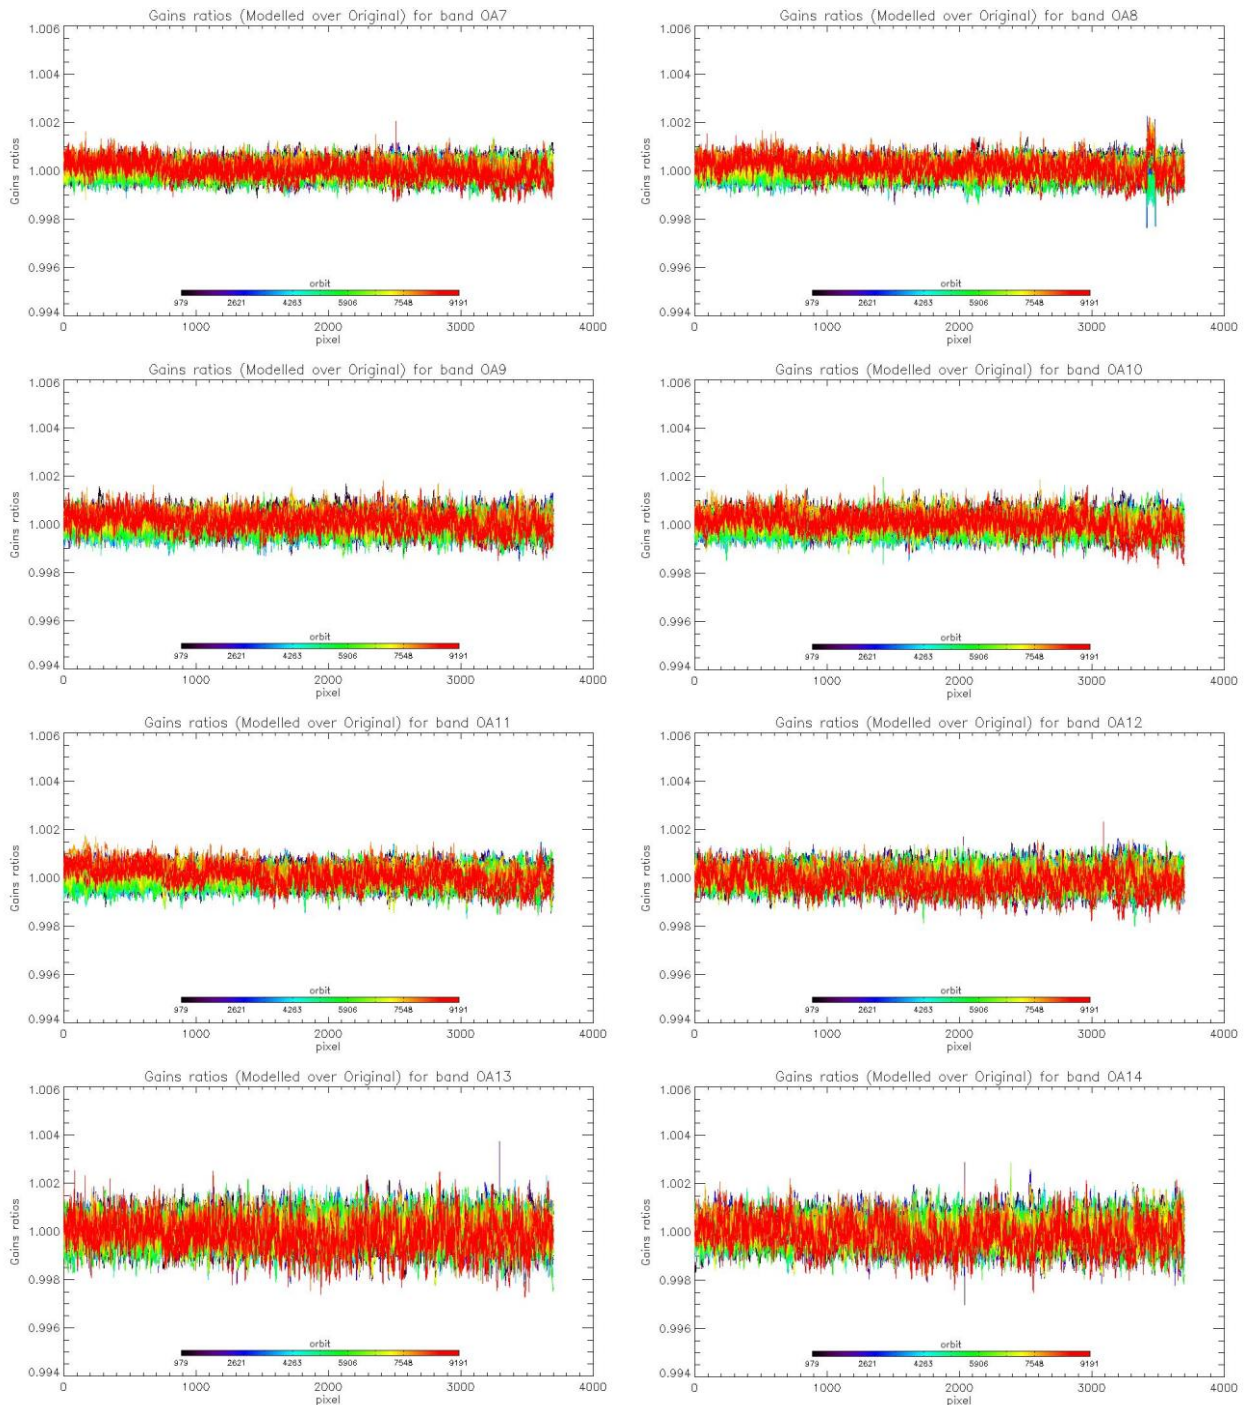 Gains ratios (Modelled over Original) for band OA7
Gains ratios
1.006
1.004
1.002
1.000
0.998
0.996
0.994
orbit
979 2621 4263 5906 7548 9191
0 1000 2000 3000 4000
pixel
Gains ratios (Modelled over Original) for band OA8
Gains ratios
1.006
1.004
1.002
1.000
0.998
0.996
0.994
orbit
979 2621 4263 5906 7548 9191
0 1000 2000 3000 4000
pixel
Gains ratios (Modelled over Original) for band OA9
Gains ratios
1.006
1.004
1.002
1.000
0.998
0.996
0.994
orbit
979 2621 4263 5906 7548 9191
0 1000 2000 3000 4000
pixel
Gains ratios (Modelled over Original) for band OA10
Gains ratios
1.006
1.004
1.002
1.000
0.998
0.996
0.994
orbit
979 2621 4263 5906 7548 9191
0 1000 2000 3000 4000
pixel
Gains ratios (Modelled over Original) for band OA11
Gains ratios
1.006
1.004
1.002
1.000
0.998
0.996
0.994
orbit
979 2621 4263 5906 7548 9191
0 1000 2000 3000 4000
pixel
Gains ratios (Modelled over Original) for band OA12
Gains ratios
1.006
1.004
1.002
1.000
0.998
0.996
0.994
orbit
979 2621 4263 5906 7548 9191
0 1000 2000 3000 4000
pixel
Gains ratios (Modelled over Original) for band OA13
Gains ratios
1.006
1.004
1.002
1.000
0.998
0.996
0.994
orbit
979 2621 4263 5906 7548 9191
0 1000 2000 3000 4000
pixel
Gains ratios (Modelled over Original) for band OA14
Gains ratios
1.006
1.004
1.002
1.000
0.998
0.996
0.994
orbit
979 2621 4263 5906 7548 9191
0 1000 2000 3000 4000
pixel